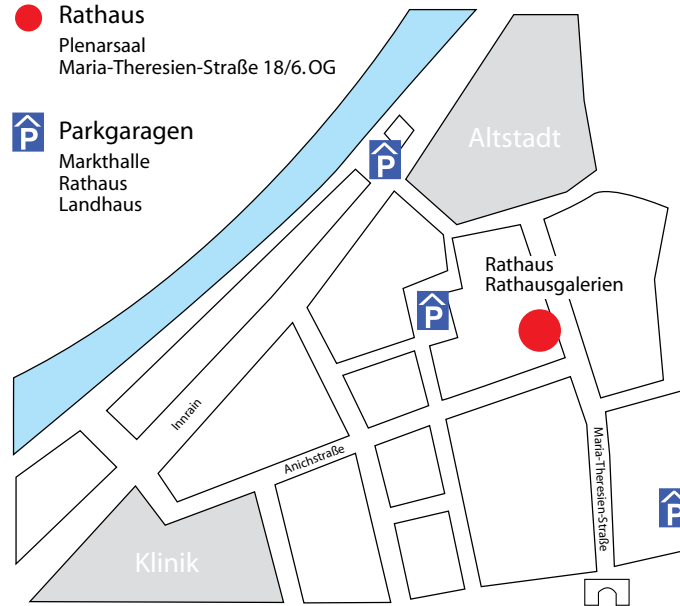 Rathaus
Plenarsaal
Maria-Theresien-Straße 18/6. OG
P
Parkgaragen
Markthalle
Rathaus
Landhaus
Altstadt
P
Rathaus
Rathausgalerien
P
Innrain
Anichstraße
Maria-Theresien-Straße
P
Klinik